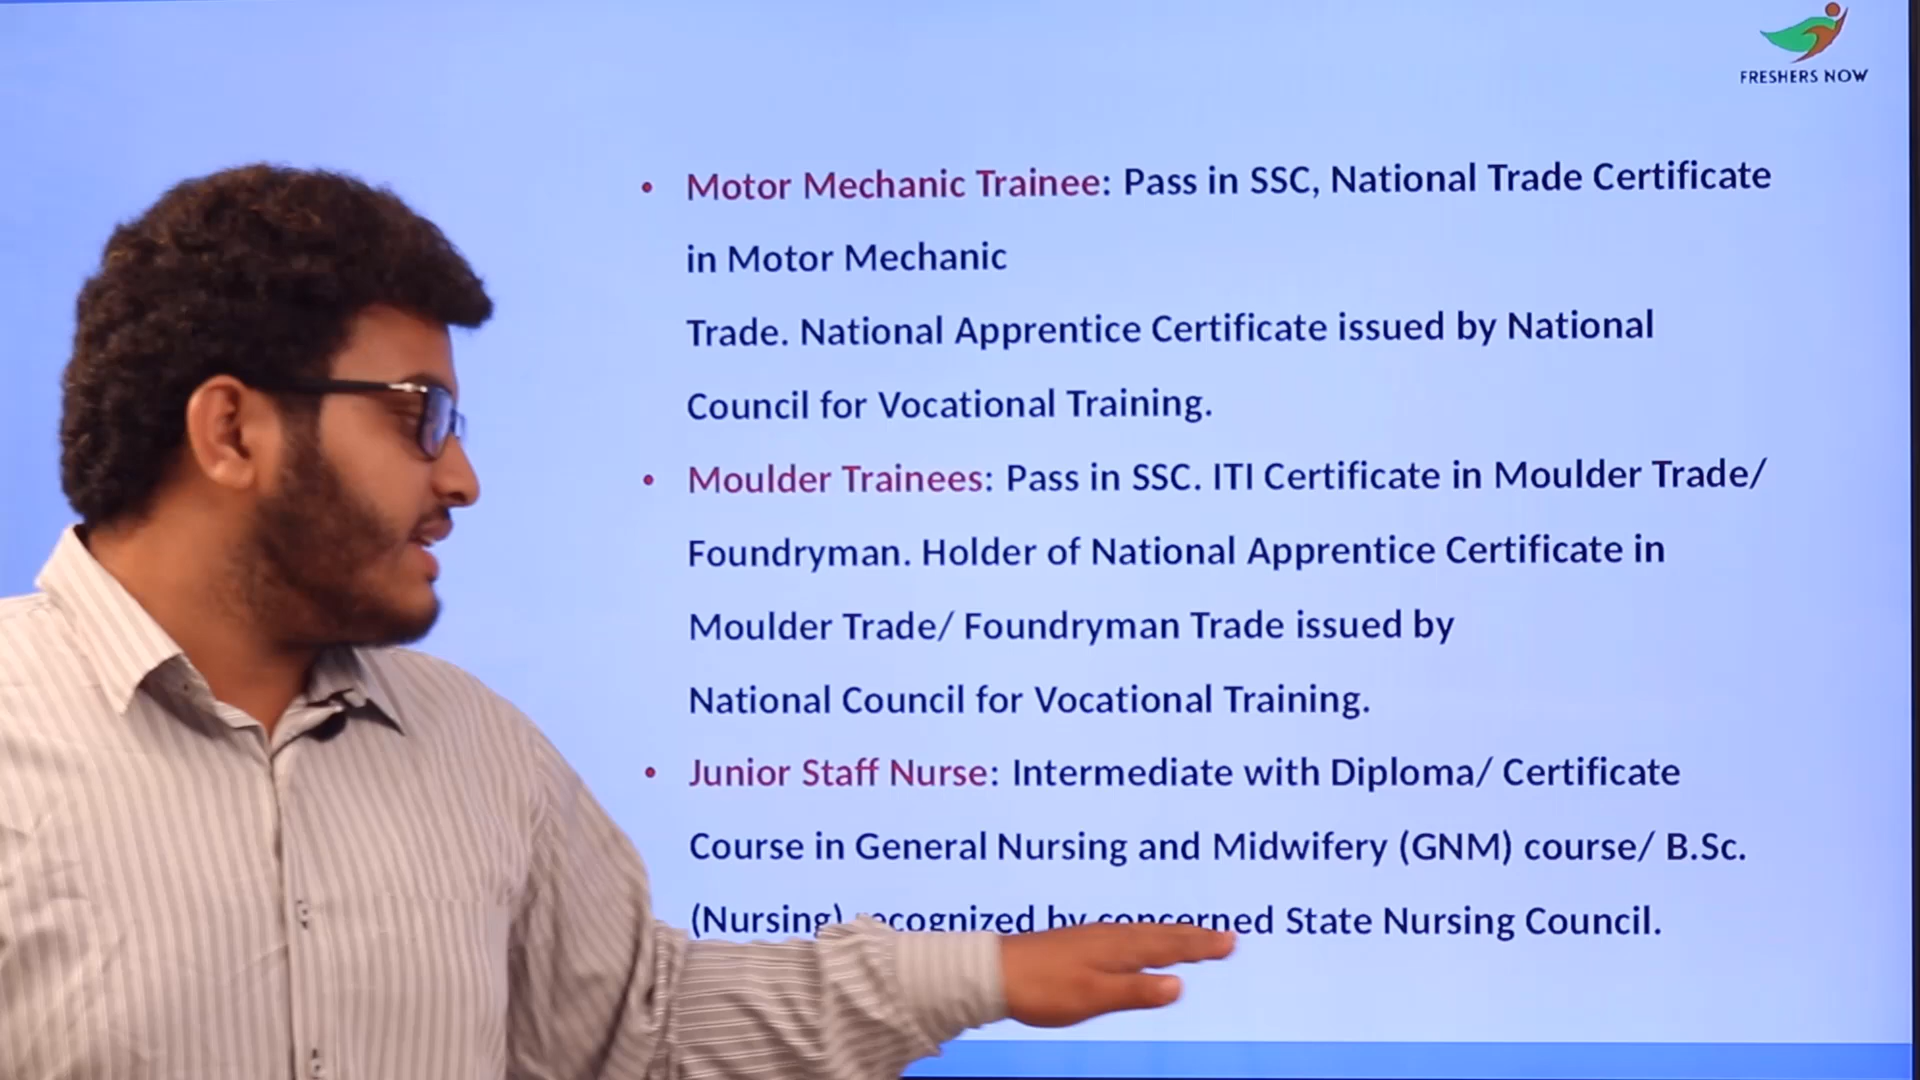 FRESHERS NOW
• Motor Mechanic Trainee: Pass in SSC, National Trade Certificate
in Motor Mechanic
Trade. National Apprentice Certificate issued by National
Council for Vocational Training.
• Moulder Trainees: Pass in SSC. ITI Certificate in Moulder Trade/
Foundryman. Holder of National Apprentice Certificate in
Moulder Trade/ Foundryman Trade issued by
National Council for Vocational Training.
• Junior Staff Nurse: Intermediate with Diploma/ Certificate
Course in General Nursing and Midwifery (GNM) course/ B.Sc.
(Nursing) recognized by concerned State Nursing Council.